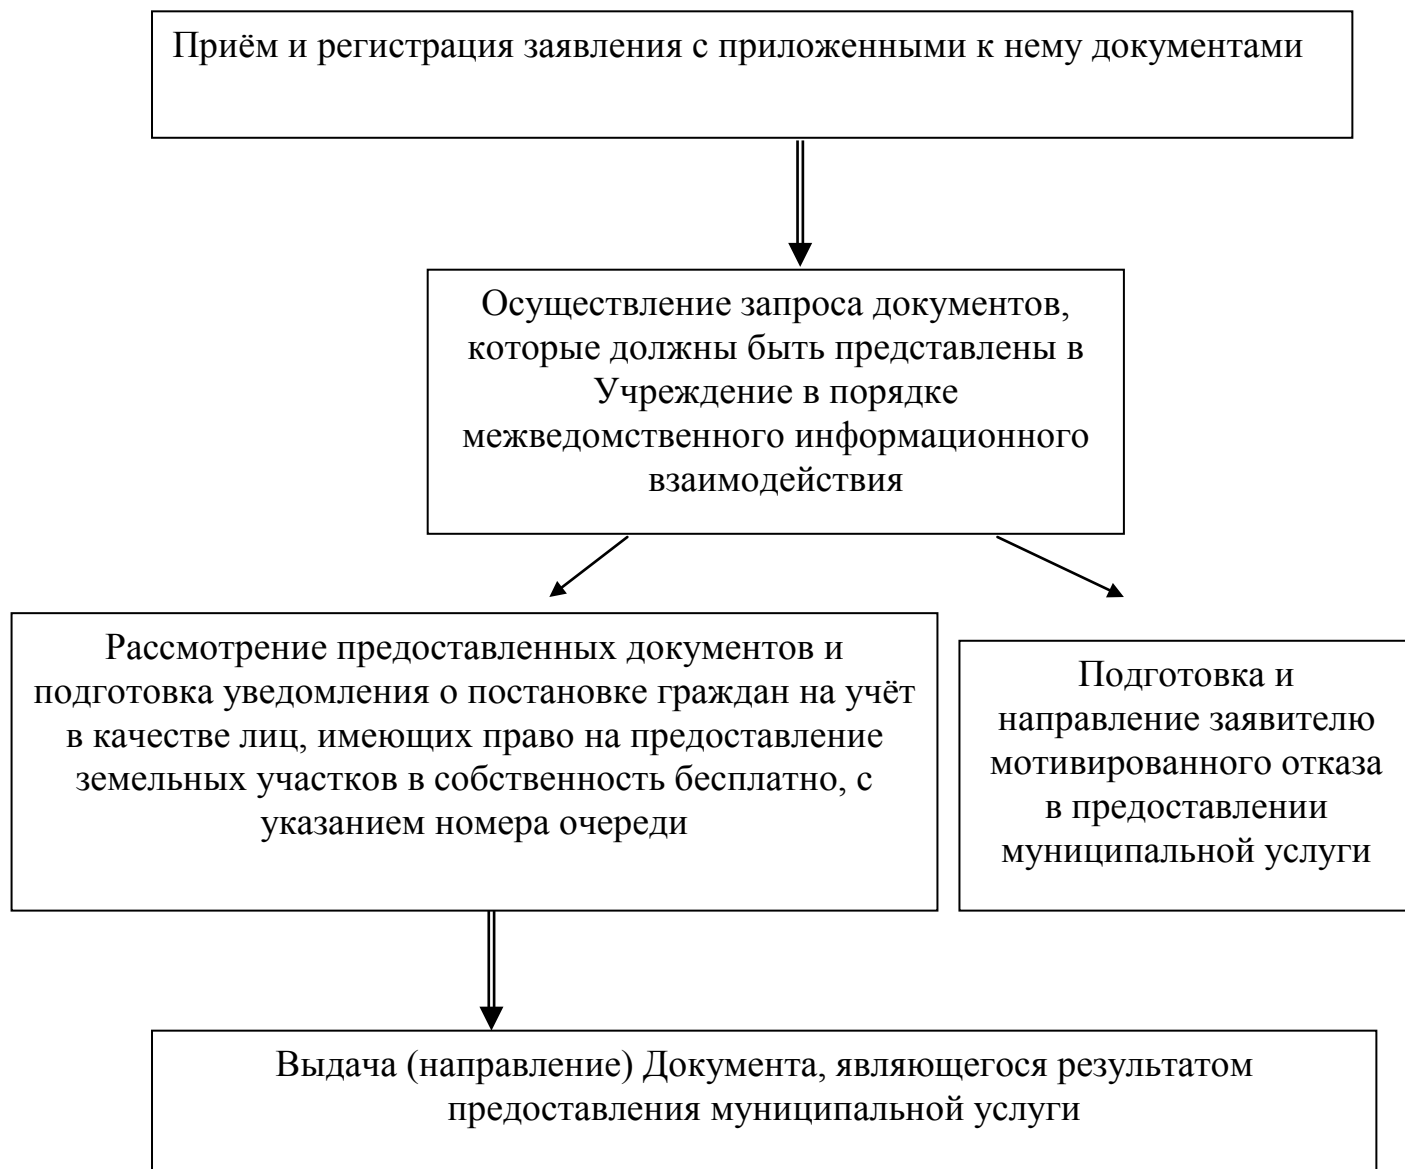 Приём и регистрация заявления с приложенными к нему документами
Осуществление запроса документов,
которые должны быть представлены в
Учреждение в порядке
межведомственного информационного
взаимодействия
Рассмотрение предоставленных документов и
подготовка уведомления о постановке граждан на учёт
в качестве лиц, имеющих право на предоставление
земельных участков в собственность бесплатно, с
указанием номера очереди
Подготовка и
направление заявителю
мотивированного отказа
в предоставлении
муниципальной услуги
Выдача (направление) Документа, являющегося результатом
предоставления муниципальной услуги